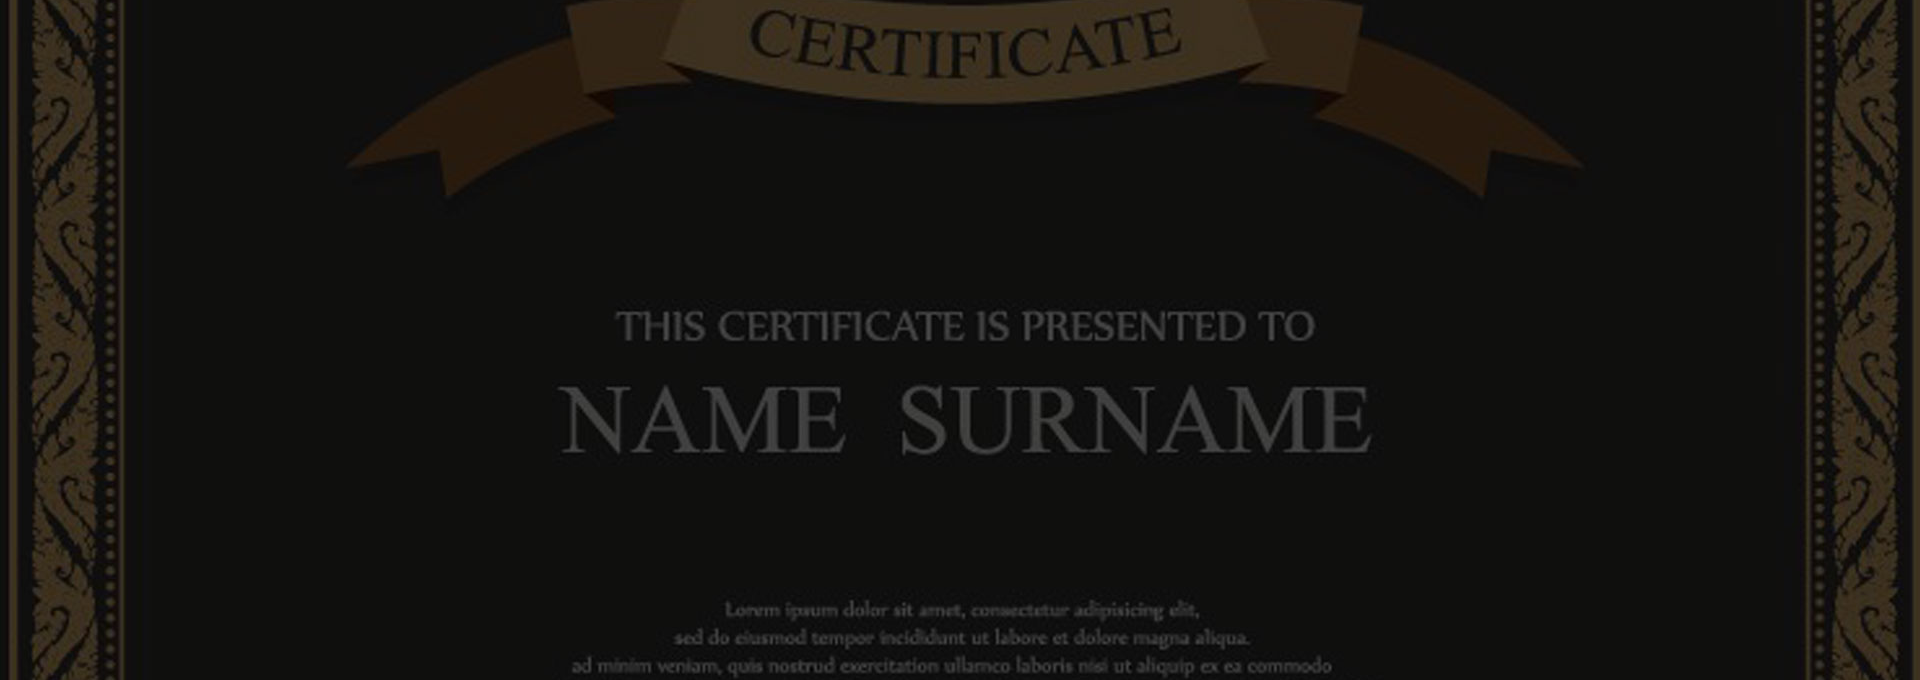 CERTIFICATE
THIS CERTIFICATE IS PRESENTED TO
NAME SURNAME
Lorem ipsum dolor sit amet, consectetur adipisicing elit,
sed do eiusmod tempor incididunt ut labore et dolore magna aliqua.
ad minim veniam, quis nostrud exercitation ullamco laboris nisi ut aliquip ex ea commodo